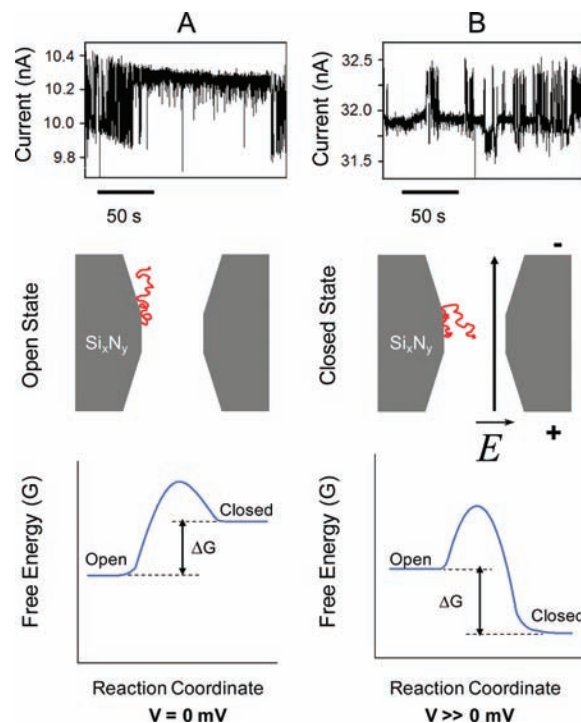 A
B
Current (nA)
10.4
10.2
10.0
9.8
50 s
Current (nA)
32.5
32.0
31.5
50 s
Open State
SixNy
Closed State
SixNy
-
+
E
Free Energy (G)
Open
Closed
ΔG
Reaction Coordinate
V = 0 mV
Free Energy (G)
Open
ΔG
Closed
Reaction Coordinate
V >> 0 mV